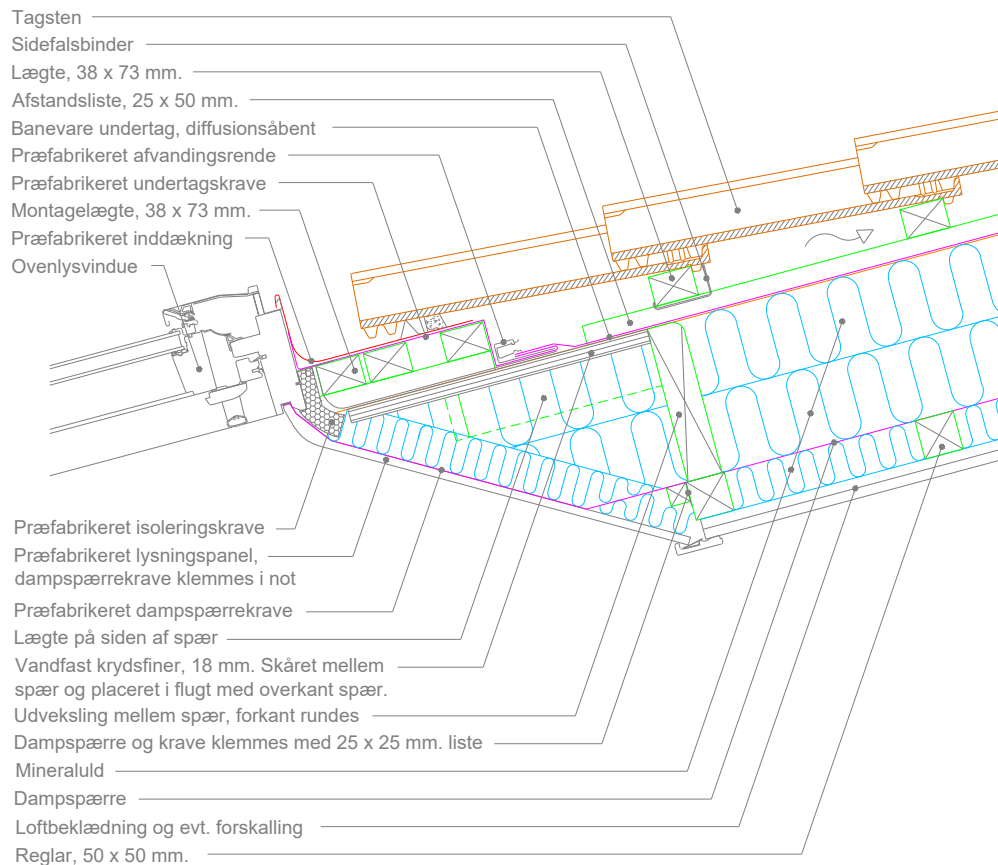 Tagsten
Sidefalsbinder
Lægte, 38 x 73 mm.
Afstandsliste, 25 x 50 mm.
Banevare undertag, diffusionsåbent
Præfabrikeret afvandingsrende
Præfabrikeret undertagskrave
Montagelægte, 38 x 73 mm.
Præfabrikeret inddækning
Ovenlysvindue
Præfabrikeret isoleringskrave
Præfabrikeret lysningspanel,
dampspærrekrave klemmes i not
Præfabrikeret dampspærrekrave
Lægte på siden af spær
Vandfast krydsfiner, 18 mm. Skåret mellem
spær og placeret i flugt med overkant spær.
Udveksling mellem spær, forkant rundes
Dampspærre og krave klemmes med 25 x 25 mm. liste
Mineraluld
Dampspærre
Loftbeklædning og evt. forskalling
Reglar, 50 x 50 mm.